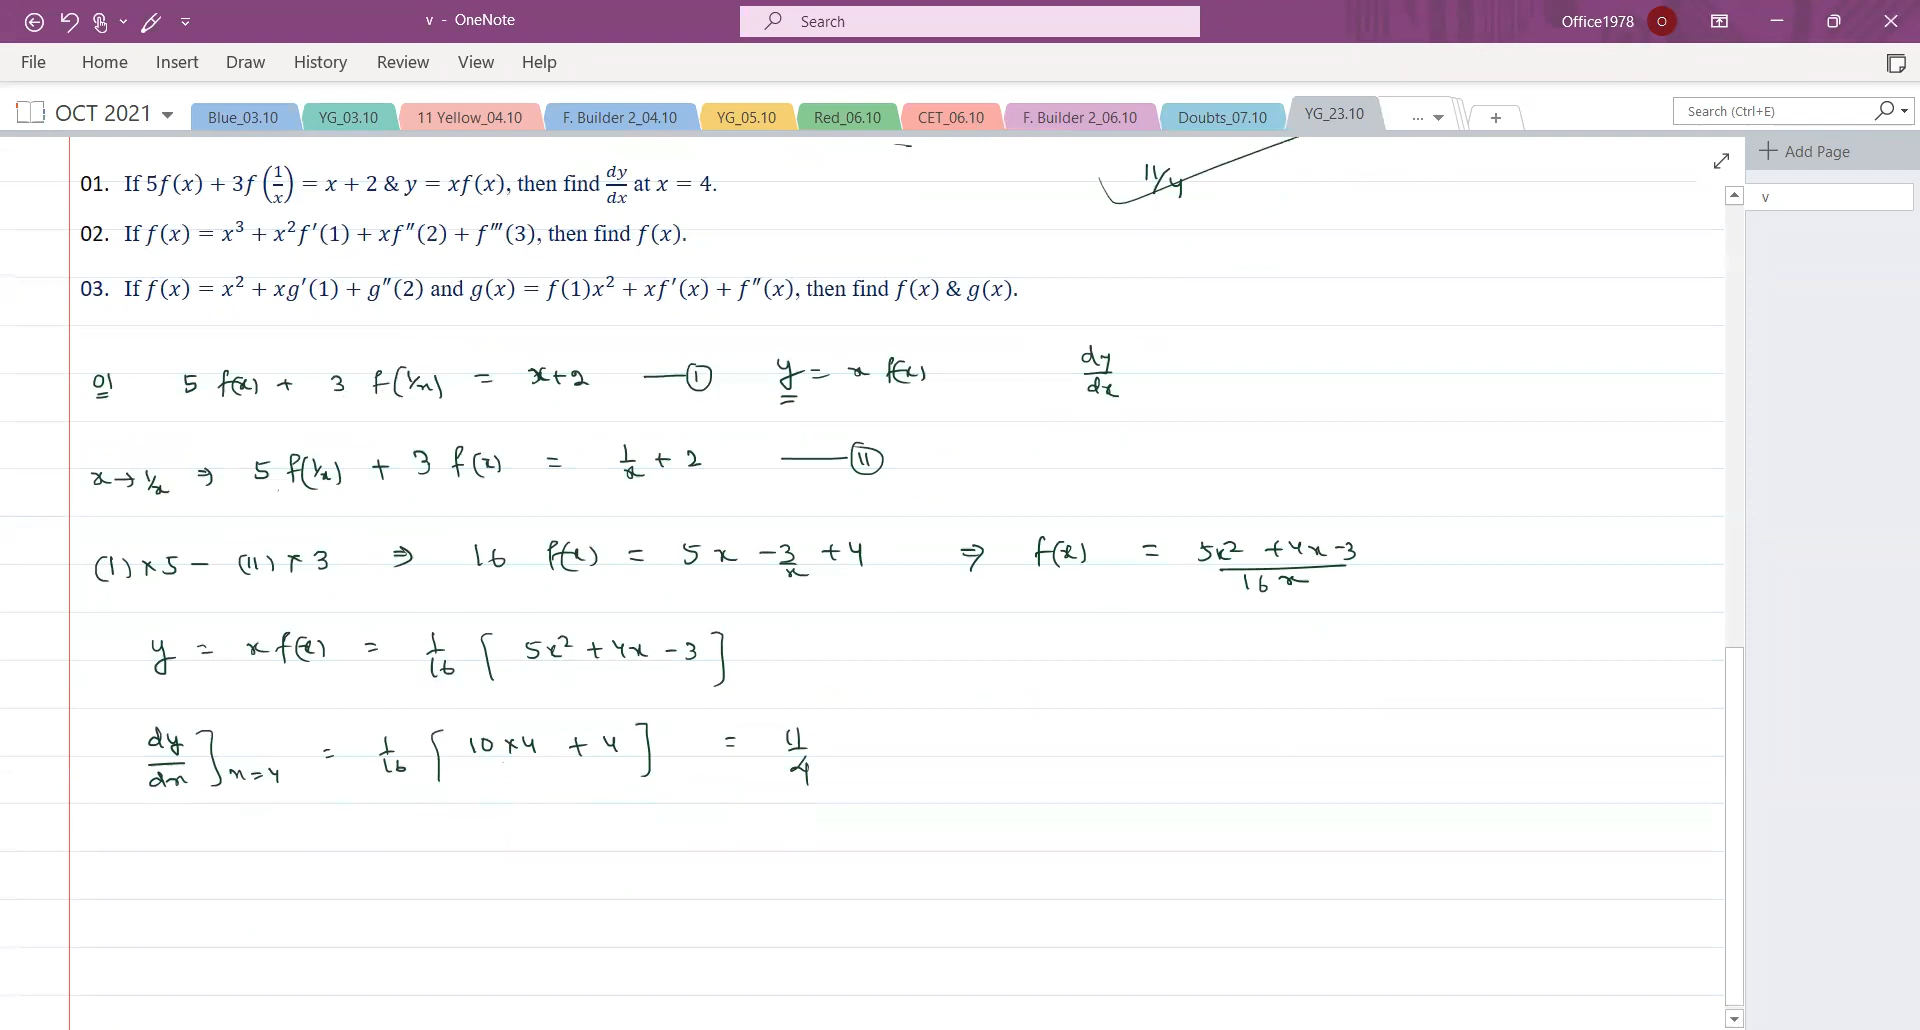 v - OneNote
Search
Office1978
O
File Home Insert Draw History Review View Help
OCT 2021
Blue_03.10 YG_03.10 11 Yellow_04.10 F. Builder 2_04.10 YG_05.10 Red_06.10 CET_06.10 F. Builder 2_06.10 Doubts_07.10 YG_23.10 ... +
Search (Ctrl+E)
Add Page
v
11/4
01. If 5f(x) + 3f(1/x) = x + 2 & y = xf(x), then find dy/dx at x = 4.
02. If f(x) = x³ + x²f′(1) + xf″(2) + f‴(3), then find f(x).
03. If f(x) = x² + xg′(1) + g″(2) and g(x) = f(1)x² + xf′(x) + f″(x), then find f(x) & g(x).
01 5 f(x) + 3 f(1/x) = x+2 —(I) y = x f(x) dy/dx
x→1/x ⇒ 5 f(1/x) + 3 f(x) = 1/x + 2 —(II)
(I)×5 − (II)×3 ⇒ 16 f(x) = 5x − 3/x + 4 ⇒ f(x) = (5x² + 4x − 3)/16x
y = x f(x) = 1/16 [5x² + 4x − 3]
dy/dx]x=4 = 1/16 [10×4 + 4] = 11/4